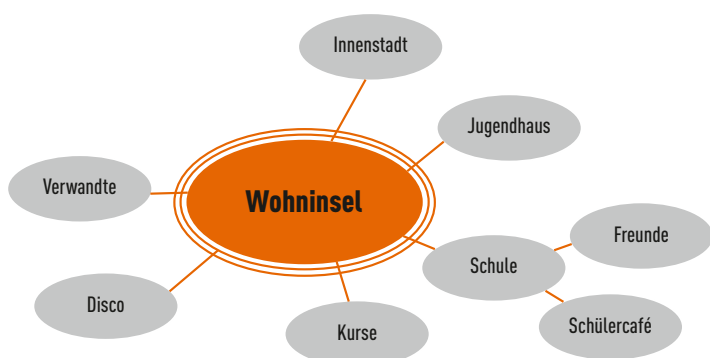 Innenstadt
Jugendhaus
Verwandte
Wohninsel
Freunde
Schule
Disco
Schülercafé
Kurse